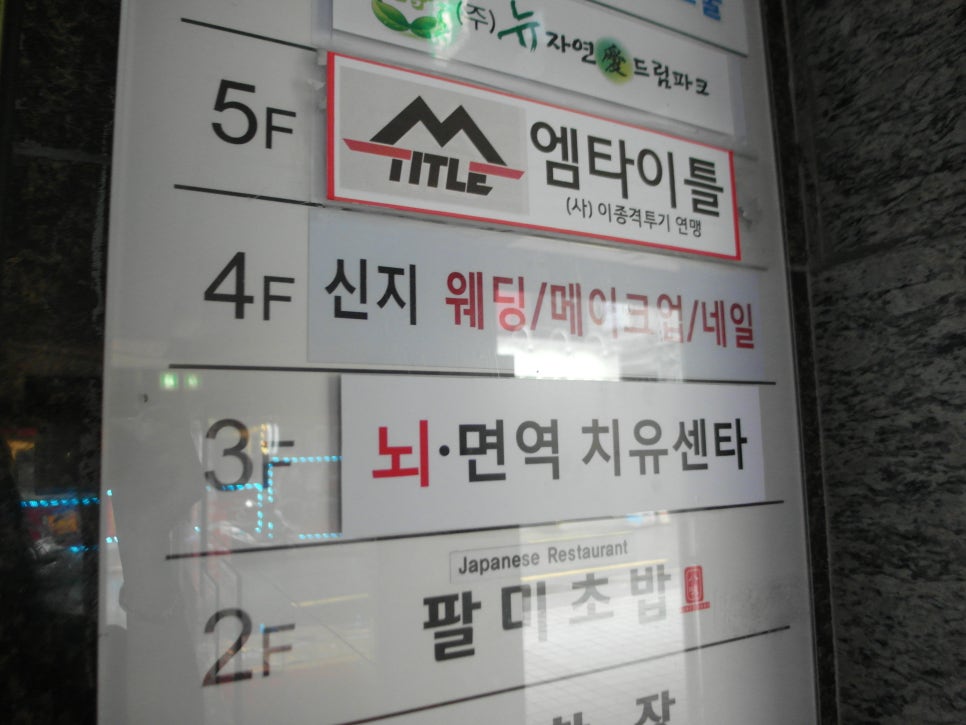 (주) 뉴 자연 愛 드림파크
5F TITLE 엠타이틀
(사) 이종격투기 연맹
4F 신지 웨딩/메이크업/네일
3F 뇌·면역 치유센타
Japanese Restaurant
2F 팔미초밥
장